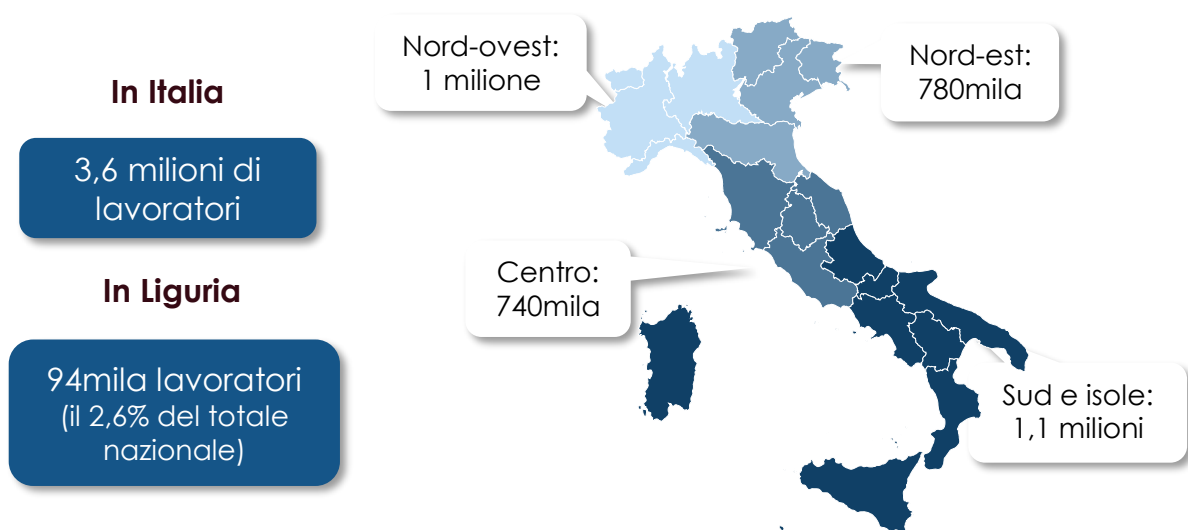 In Italia
3,6 milioni di
lavoratori
In Liguria
94mila lavoratori
(il 2,6% del totale
nazionale)
Nord-ovest:
1 milione
Nord-est:
780mila
Centro:
740mila
Sud e isole:
1,1 milioni